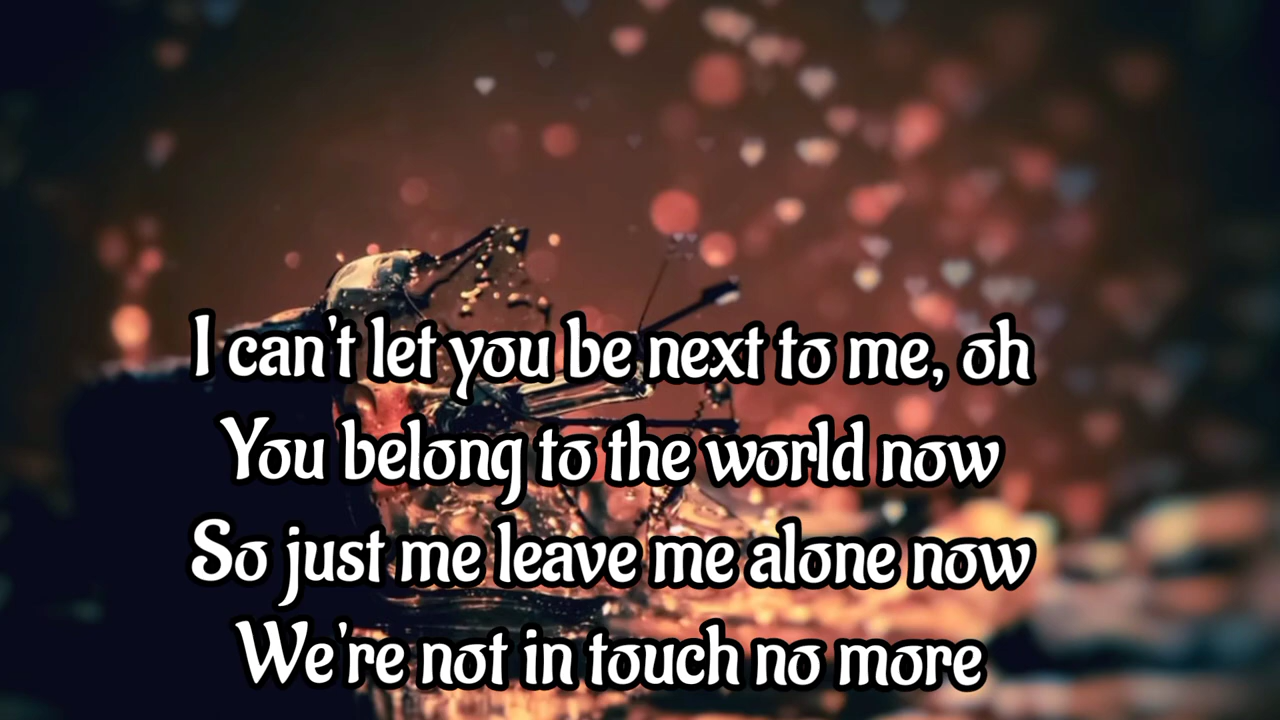 I can't let you be next to me, oh
You belong to the world now
So just me leave me alone now
We're not in touch no more